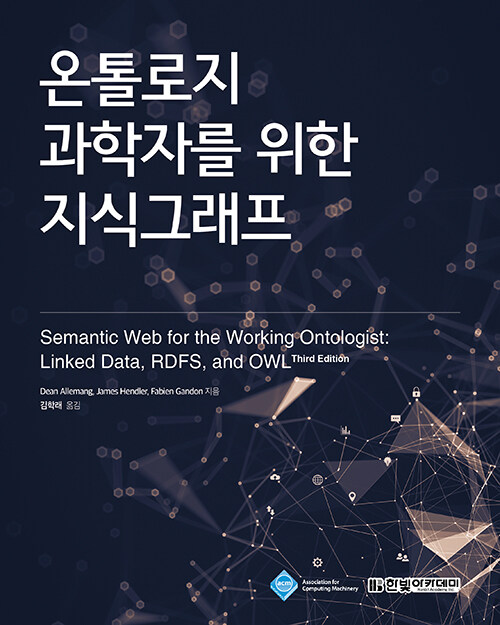 온톨로지
과학자를 위한
지식그래프
Semantic Web for the Working Ontologist:
Linked Data, RDFS, and OWL Third Edition
Dean Allemang, James Hendler, Fabien Gandon 지음
김학래 옮김
acm
Association for
Computing Machinery
한빛아카데미
Hanbit Academy, Inc.